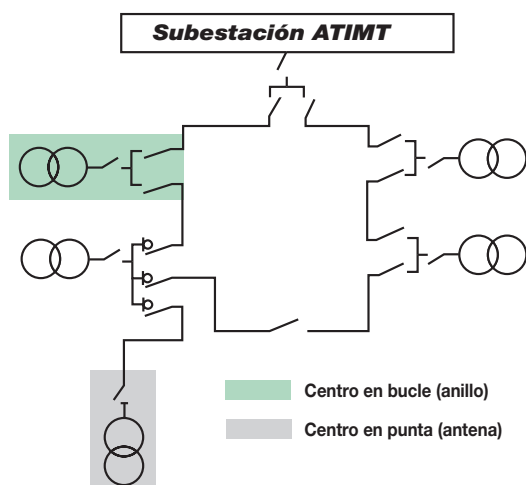 Subestación ATIMT
Centro en bucle (anillo)
Centro en punta (antena)